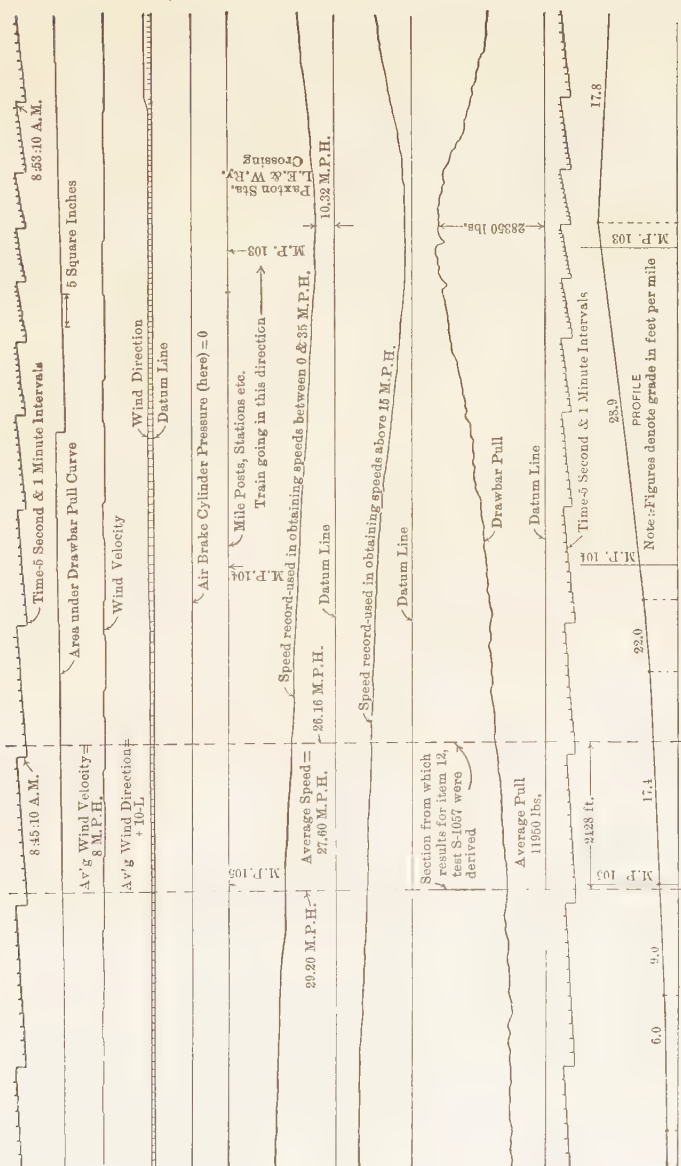 8:53:10 A.M.
Time-5 Second & 1 Minute Intervals
8:45:10 A.M.
5 Square Inches
Area under Drawbar Pull Curve
Wind Velocity
Av'g Wind Velocity=
8 M.P.H.
Wind Direction
Datum Line
Av'g Wind Direction=
+10-L
Air Brake Cylinder Pressure (here) = 0
Mile Posts, Stations etc.
Train going in this direction
Paxton Sta.
L.E.& W.Ry.
Crossing
M.P. 103
M.P. 104
M.P. 105
10.32 M.P.H.
Speed record-used in obtaining speeds between 0 & 35 M.P.H.
Datum Line
26.16 M.P.H.
Average Speed=
27.60 M.P.H.
29.20 M.P.H.
Speed record-used in obtaining speeds above 15 M.P.H.
Datum Line
28350 lbs.
Drawbar Pull
Datum Line
Section from which
results for item 12,
test S-1057 were
derived
Average Pull
11950 lbs.
Time-5 Second & 1 Minute Intervals
2428 ft.
M.P. 103
M.P. 104
M.P. 105
17.8
28.9
22.0
17.4
9.0
6.0
PROFILE
Note:-Figures denote grade in feet per mile